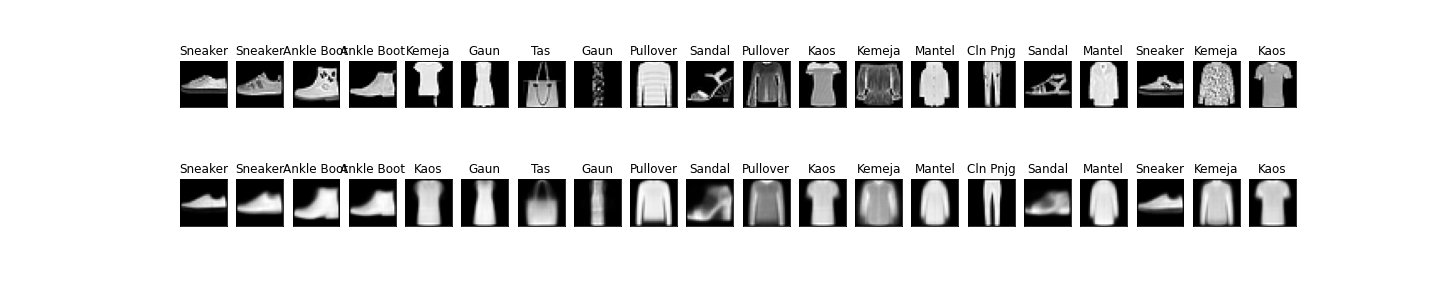 Sneaker Sneaker Ankle Boot Ankle Boot Kemeja Gaun Tas Gaun Pullover Sandal Pullover Kaos Kemeja Mantel Cln Pnjg Sandal Mantel Sneaker Kemeja Kaos
Sneaker Sneaker Ankle Boot Ankle Boot Kaos Gaun Tas Gaun Pullover Sandal Pullover Kaos Kemeja Mantel Cln Pnjg Sandal Mantel Sneaker Kemeja Kaos